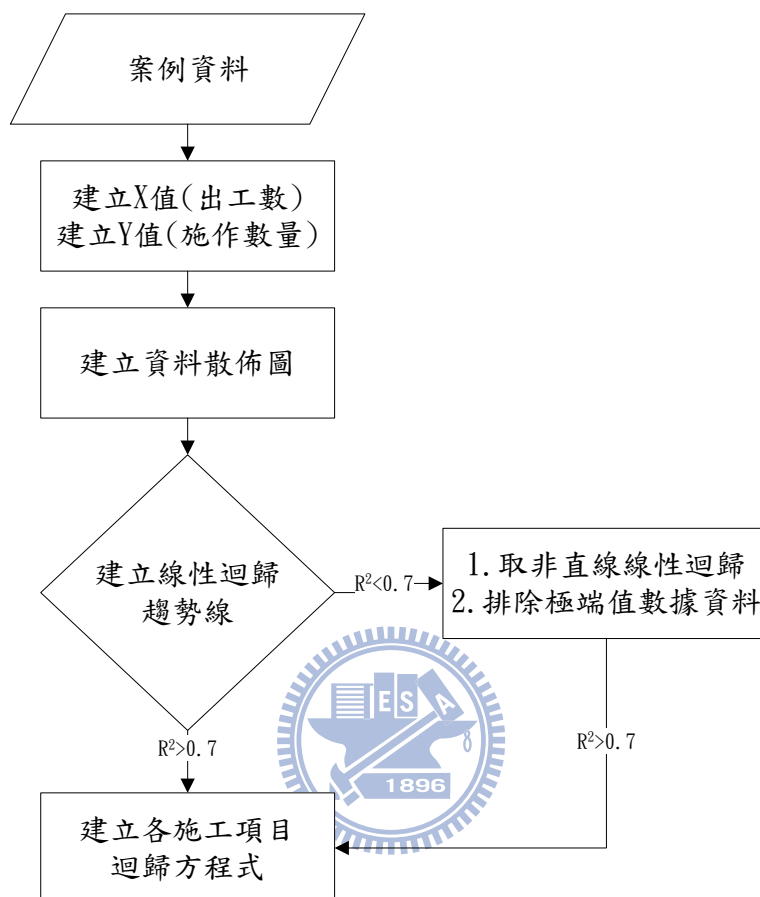 案例資料
建立X值(出工數)
建立Y值(施作數量)
建立資料散佈圖
建立線性迴歸
趨勢線
R²<0.7
1.取非直線線性迴歸
2.排除極端值數據資料
R²>0.7
R²>0.7
建立各施工項目
迴歸方程式
E S A
8
1896